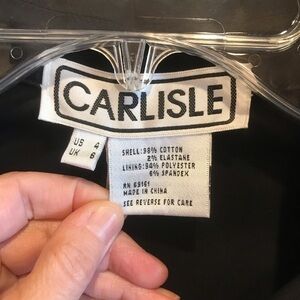 CARLISLE
US 4
UK 6
SHELL: 98% COTTON
2% ELASTANE
LINING: 94% POLYESTER
6% SPANDEX
RN 69161
MADE IN CHINA
SEE REVERSE FOR CARE